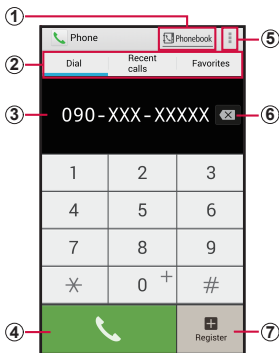 ①
Phone
Phonebook
⑤
②
Dial
Recent
calls
Favorites
③
090-XXX-XXXXX
⑥
1
2
3
4
5
6
7
8
9
*
0 +
#
④
Register
⑦